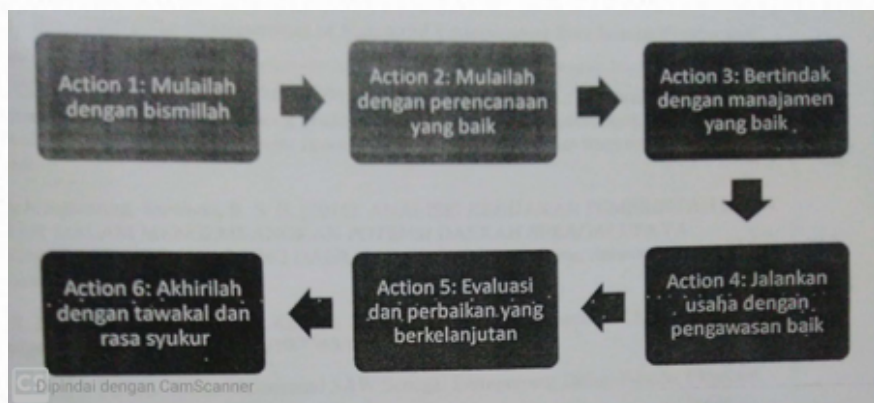 Action 1: Mulailah
dengan bismillah
Action 2: Mulailah
dengan perencanaan
yang baik
Action 3: Bertindak
dengan manajamen
yang baik
Action 4: Jalankan
usaha dengan
pengawasan baik
Action 5: Evaluasi
dan perbaikan yang
berkelanjutan
Action 6: Akhirilah
dengan tawakal dan
rasa syukur
CS Dipindai dengan CamScanner